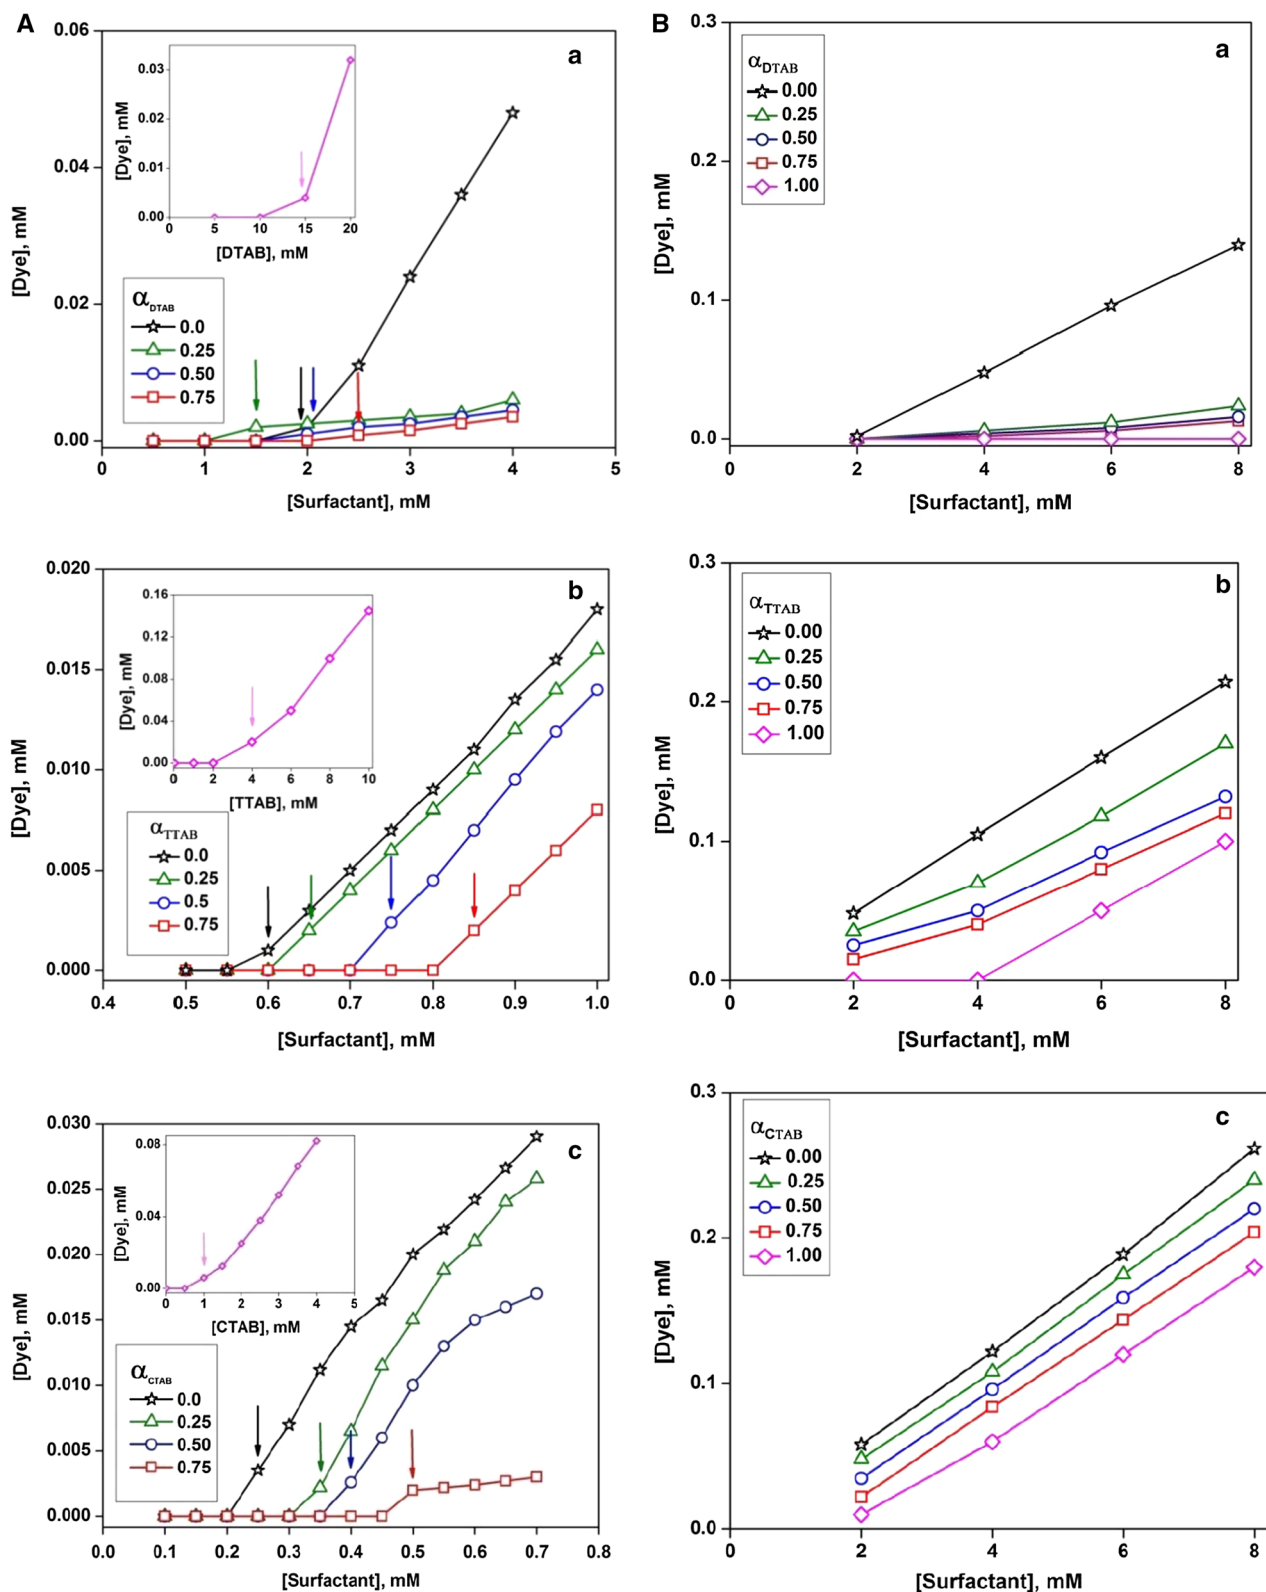 A
a
0.06
0.04
0.02
0.00
[Dye], mM
0 1 2 3 4 5
[Surfactant], mM
0.03
0.02
0.01
0.00
[Dye], mM
0 5 10 15 20
[DTAB], mM
αDTAB
0.0
0.25
0.50
0.75
B
a
0.3
0.2
0.1
0.0
[Dye], mM
0 2 4 6 8
[Surfactant], mM
αDTAB
0.00
0.25
0.50
0.75
1.00
b
0.020
0.015
0.010
0.005
0.000
[Dye], mM
0.4 0.5 0.6 0.7 0.8 0.9 1.0
[Surfactant], mM
0.16
0.12
0.08
0.04
0.00
[Dye], mM
0 2 4 6 8 10
[TTAB], mM
αTTAB
0.0
0.25
0.5
0.75
b
0.3
0.2
0.1
0.0
[Dye], mM
0 2 4 6 8
[Surfactant], mM
αTTAB
0.00
0.25
0.50
0.75
1.00
c
0.030
0.025
0.020
0.015
0.010
0.005
0.000
[Dye], mM
0.0 0.1 0.2 0.3 0.4 0.5 0.6 0.7 0.8
[Surfactant], mM
0.08
0.04
0.00
[Dye], mM
0 1 2 3 4 5
[CTAB], mM
αCTAB
0.0
0.25
0.50
0.75
c
0.3
0.2
0.1
0.0
[Dye], mM
0 2 4 6 8
[Surfactant], mM
αCTAB
0.00
0.25
0.50
0.75
1.00